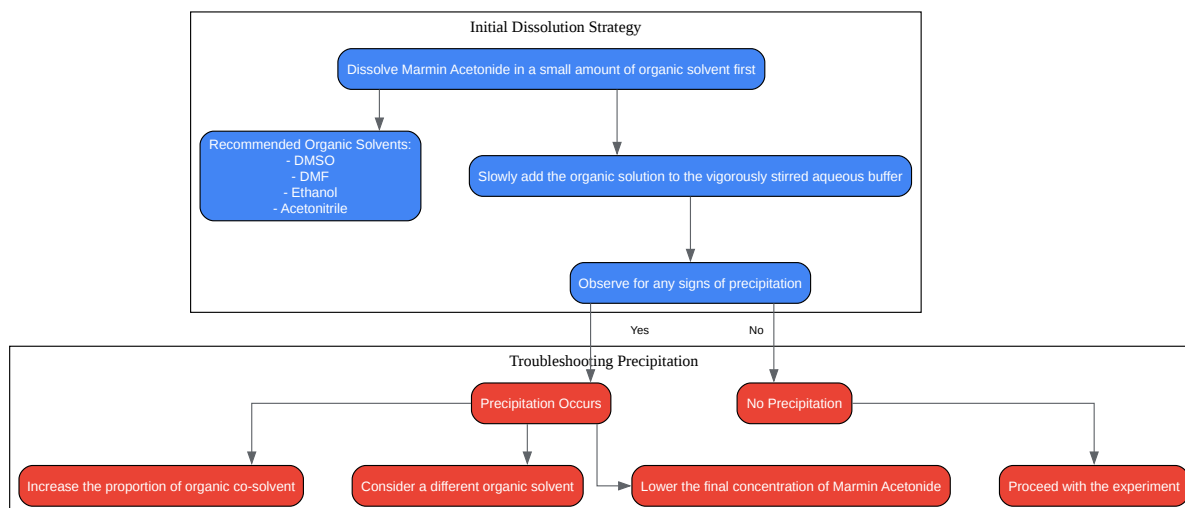 Initial Dissolution Strategy
Dissolve Marmin Acetonide in a small amount of organic solvent first
Recommended Organic Solvents:
- DMSO
- DMF
- Ethanol
- Acetonitrile
Slowly add the organic solution to the vigorously stirred aqueous buffer
Observe for any signs of precipitation
Yes
No
Troubleshooting Precipitation
Precipitation Occurs
No Precipitation
Increase the proportion of organic co-solvent
Consider a different organic solvent
Lower the final concentration of Marmin Acetonide
Proceed with the experiment